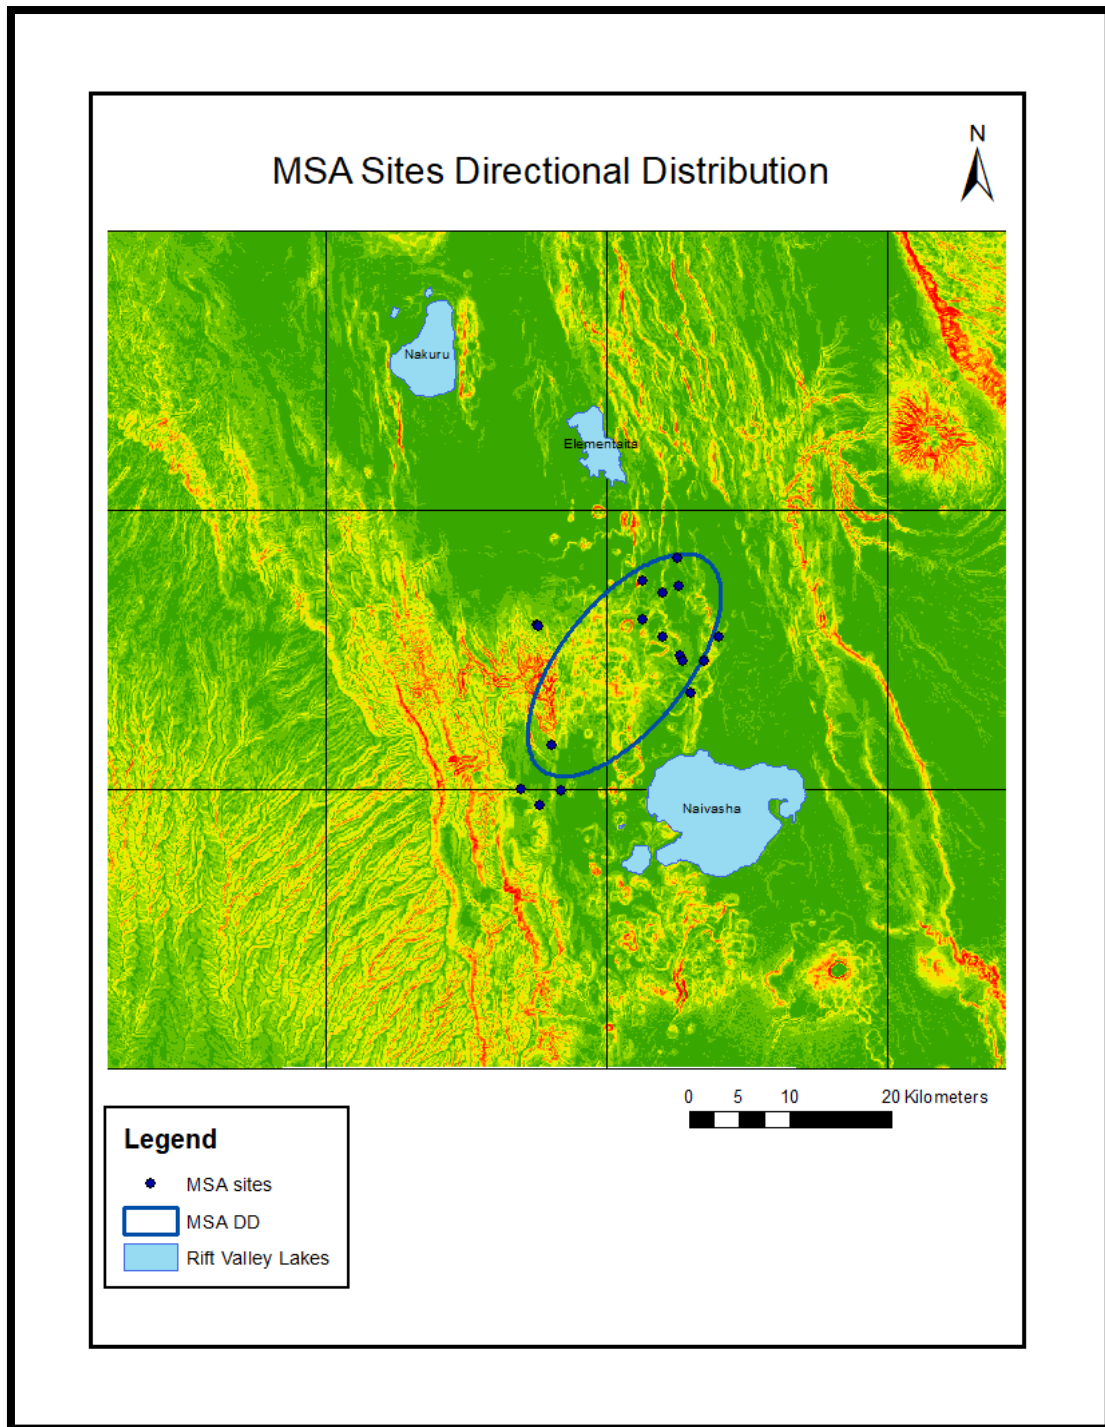 N
MSA Sites Directional Distribution
Nakuru
Elementaita
Naivasha
0 5 10 20 Kilometers
Legend
MSA sites
MSA DD
Rift Valley Lakes